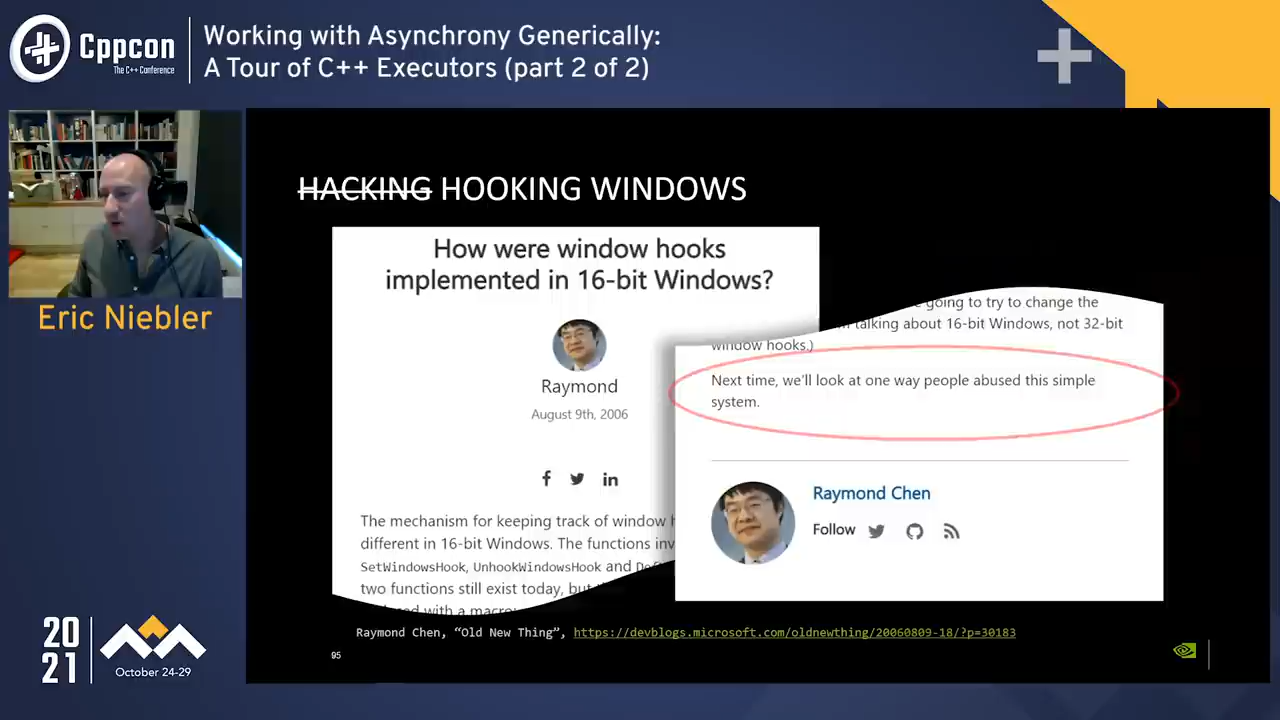 Cppcon
The C++ Conference
Working with Asynchrony Generically:
A Tour of C++ Executors (part 2 of 2)
Eric Niebler
HACKING HOOKING WINDOWS
How were window hooks
implemented in 16-bit Windows?
Raymond
August 9th, 2006
The mechanism for keeping track of window
different in 16-bit Windows. The functions
SetWindowsHook, UnhookWindowsHook and
two functions still exist today,
with a macro:
going to try to change the
talking about 16-bit Windows, not 32-bit
window hooks.)
Next time, we'll look at one way people abused this simple
system.
Raymond Chen
Follow
Raymond Chen, "Old New Thing", https://devblogs.microsoft.com/oldnewthing/20060809-18/?p=30183
95
20
21
October 24-29